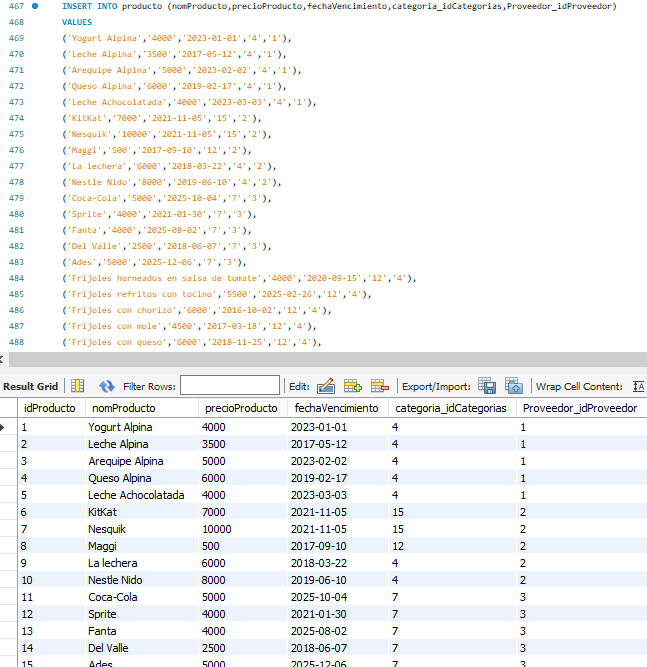 467 INSERT INTO producto (nomProducto,precioProducto,fechaVencimiento,categoria_idCategorias,Proveedor_idProveedor)
468 VALUES
469 ('Yogurt Alpina','4000','2023-01-01','4','1'),
470 ('Leche Alpina','3500','2017-05-12','4','1'),
471 ('Arequipe Alpina','5000','2023-02-02','4','1'),
472 ('Queso Alpina','6000','2019-02-17','4','1'),
473 ('Leche Achocolatada','4000','2023-03-03','4','1'),
474 ('KitKat','7000','2021-11-05','15','2'),
475 ('Nesquik','10000','2021-11-05','15','2'),
476 ('Maggi','500','2017-09-10','12','2'),
477 ('La lechera','6000','2018-03-22','4','2'),
478 ('Nestle Nido','8000','2019-06-10','4','2'),
479 ('Coca-Cola','5000','2025-10-04','7','3'),
480 ('Sprite','4000','2021-01-30','7','3'),
481 ('Fanta','4000','2025-08-02','7','3'),
482 ('Del Valle','2500','2018-06-07','7','3'),
483 ('Ades','5000','2025-12-06','7','3'),
484 ('Frijoles horneados en salsa de tomate','4000','2020-09-15','12','4'),
485 ('Frijoles refritos con tocino','5500','2025-02-26','12','4'),
486 ('Frijoles con chorizo','6000','2016-10-02','12','4'),
487 ('Frijoles con mole','4500','2017-03-18','12','4'),
488 ('Frijoles con queso','6000','2018-11-25','12','4'),
Result Grid Filter Rows: Edit: Export/Import: Wrap Cell Content:
idProducto nomProducto precioProducto fechaVencimiento categoria_idCategorias Proveedor_idProveedor
1 Yogurt Alpina 4000 2023-01-01 4 1
2 Leche Alpina 3500 2017-05-12 4 1
3 Arequipe Alpina 5000 2023-02-02 4 1
4 Queso Alpina 6000 2019-02-17 4 1
5 Leche Achocolatada 4000 2023-03-03 4 1
6 KitKat 7000 2021-11-05 15 2
7 Nesquik 10000 2021-11-05 15 2
8 Maggi 500 2017-09-10 12 2
9 La lechera 6000 2018-03-22 4 2
10 Nestle Nido 8000 2019-06-10 4 2
11 Coca-Cola 5000 2025-10-04 7 3
12 Sprite 4000 2021-01-30 7 3
13 Fanta 4000 2025-08-02 7 3
14 Del Valle 2500 2018-06-07 7 3
15 Ades 5000 2025-12-06 7 3